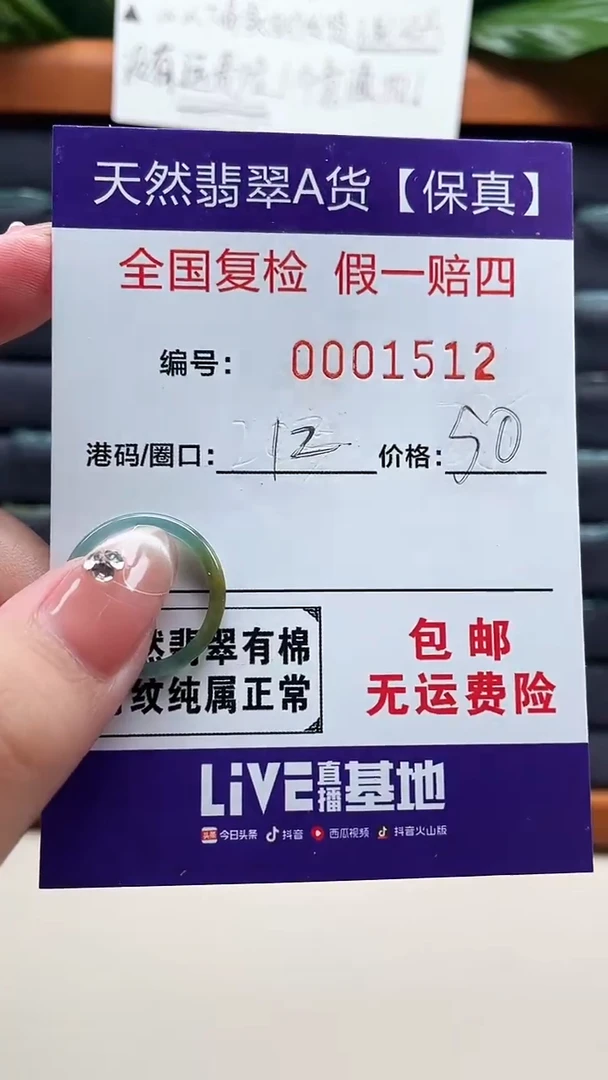 天然翡翠A货【保真】
全国复检 假一赔四
编号: 0001512
港码/圈口: 12 价格: 50
然翡翠有棉
纹纯属正常
包邮
无运费险
LiVE直播基地
头条 今日头条 抖音 西瓜视频 抖音火山版